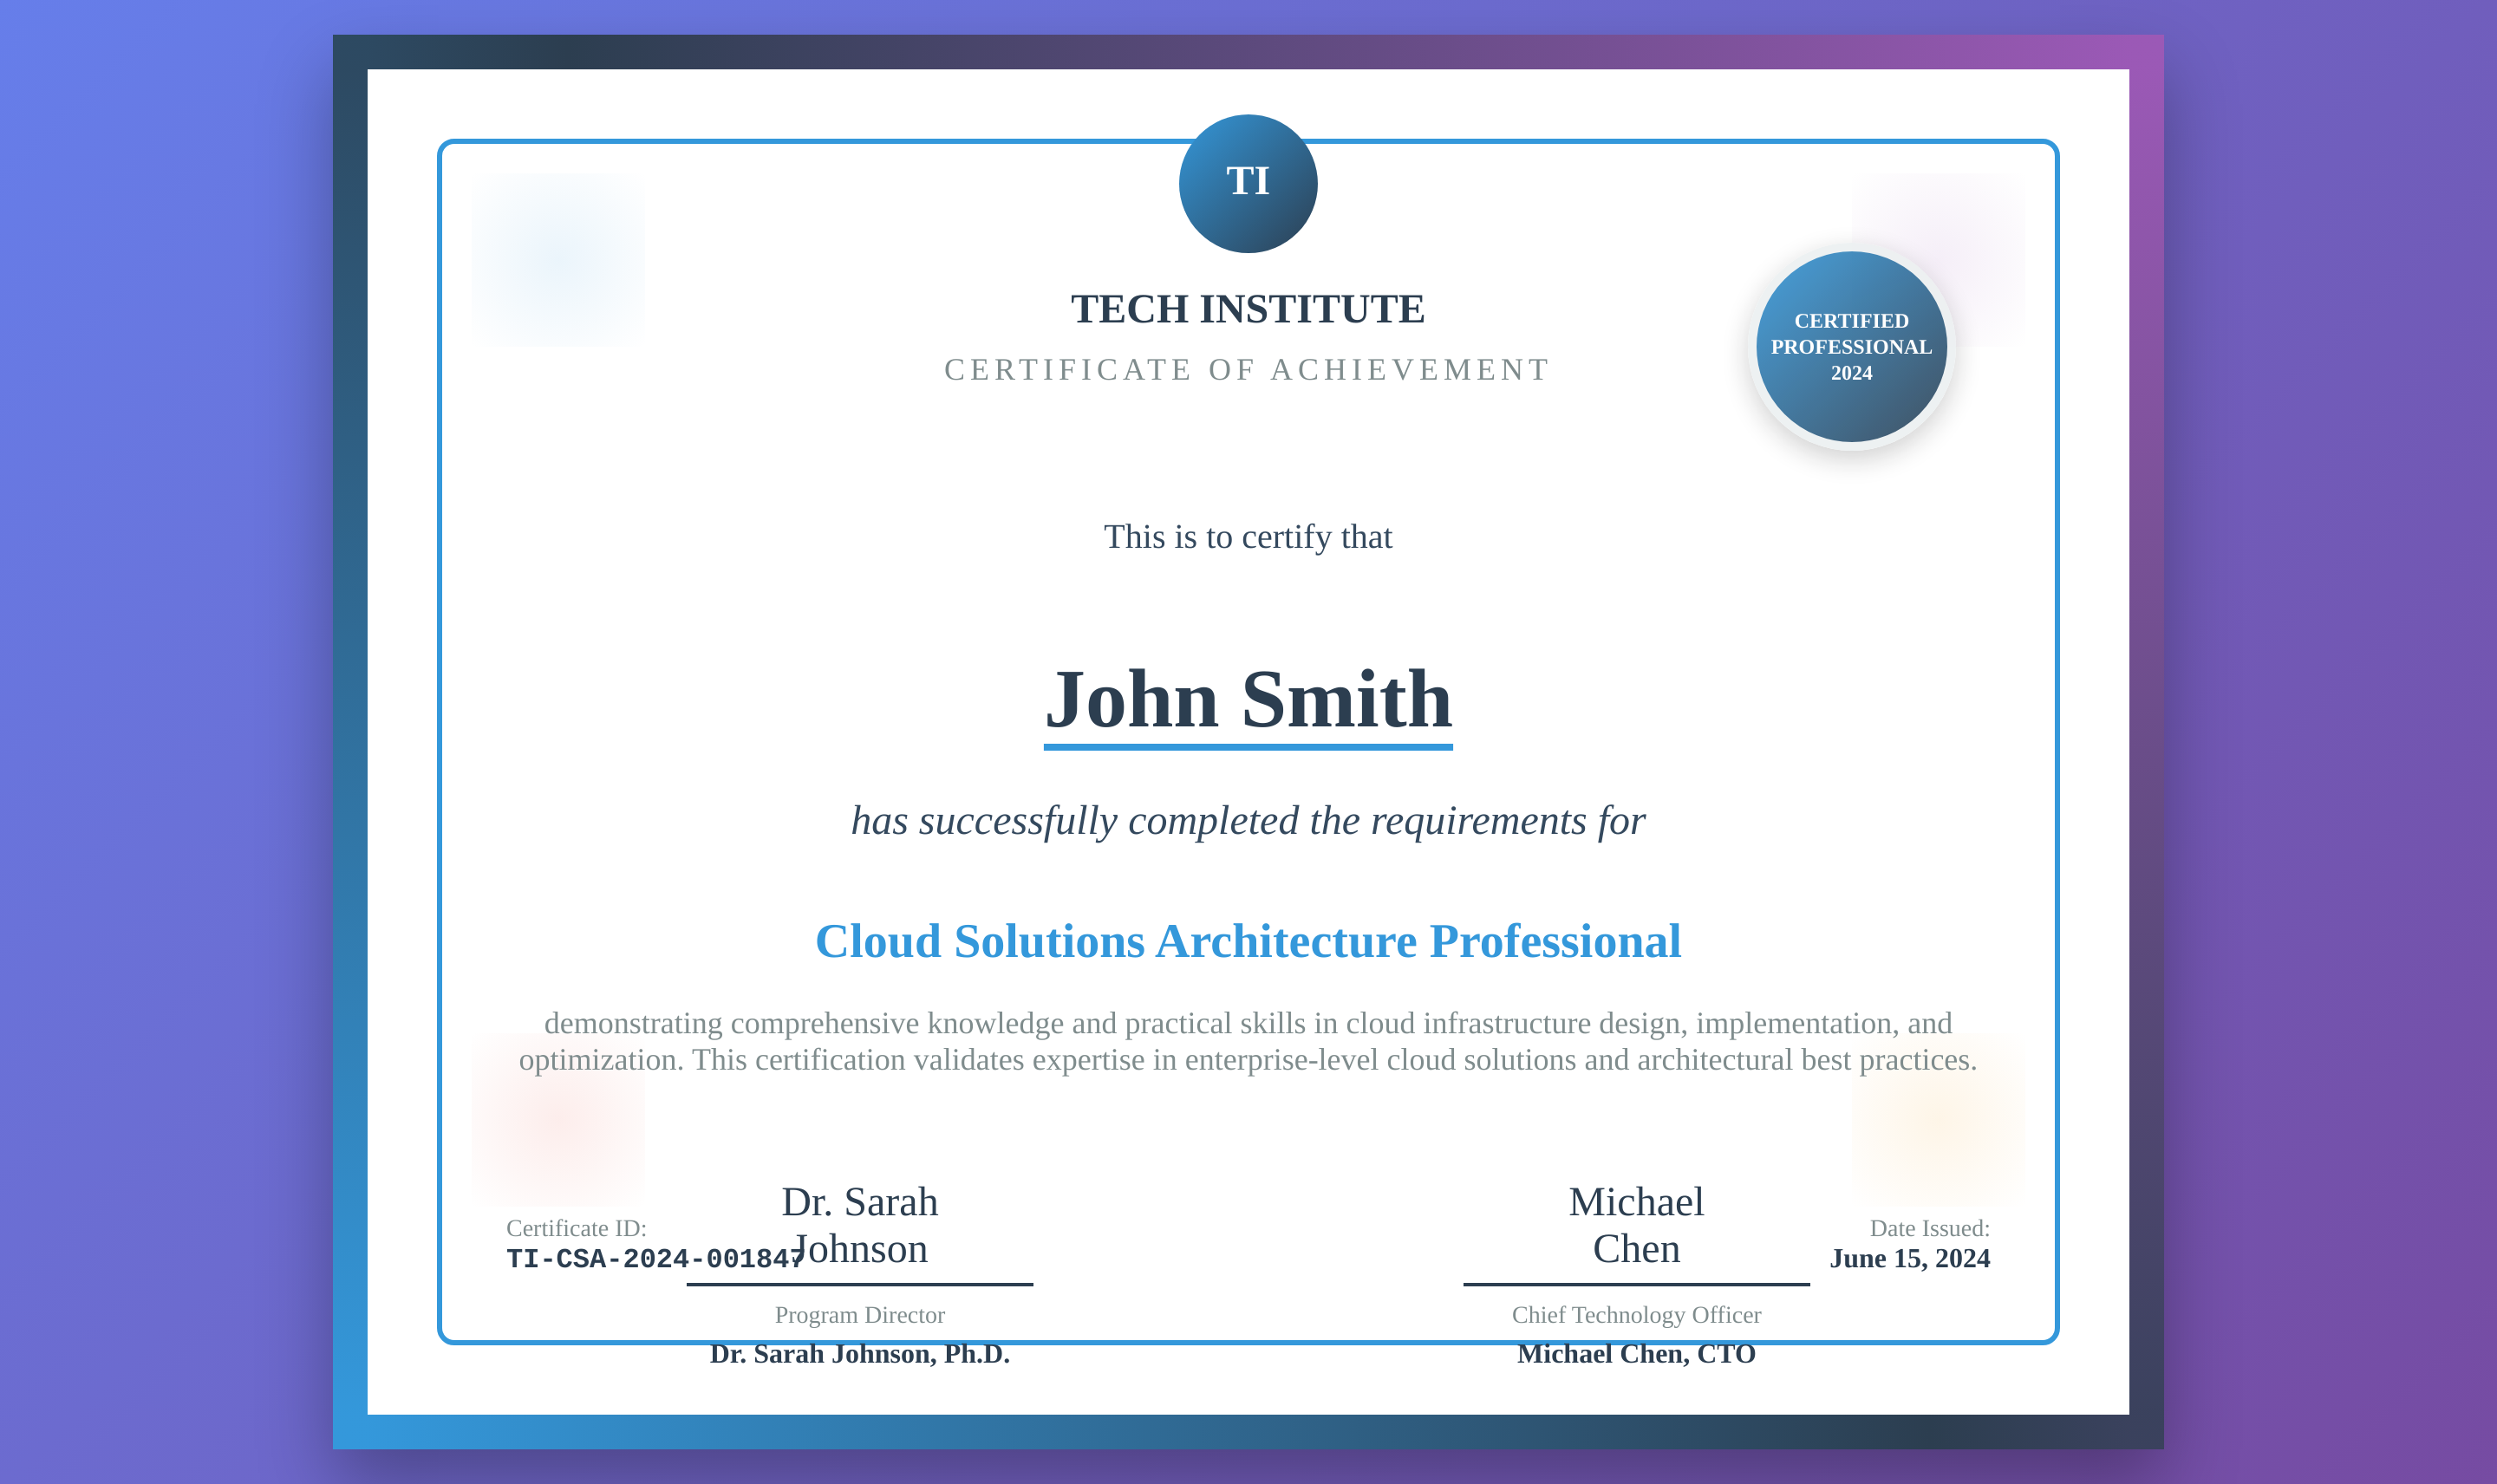 TI
TECH INSTITUTE
CERTIFICATE OF ACHIEVEMENT
CERTIFIED
PROFESSIONAL
2024
This is to certify that
John Smith
has successfully completed the requirements for
Cloud Solutions Architecture Professional
demonstrating comprehensive knowledge and practical skills in cloud infrastructure design, implementation, and
optimization. This certification validates expertise in enterprise-level cloud solutions and architectural best practices.
Certificate ID:
TI-CSA-2024-001847
Dr. Sarah
Johnson
Program Director
Dr. Sarah Johnson, Ph.D.
Michael
Chen
Chief Technology Officer
Michael Chen, CTO
Date Issued:
June 15, 2024